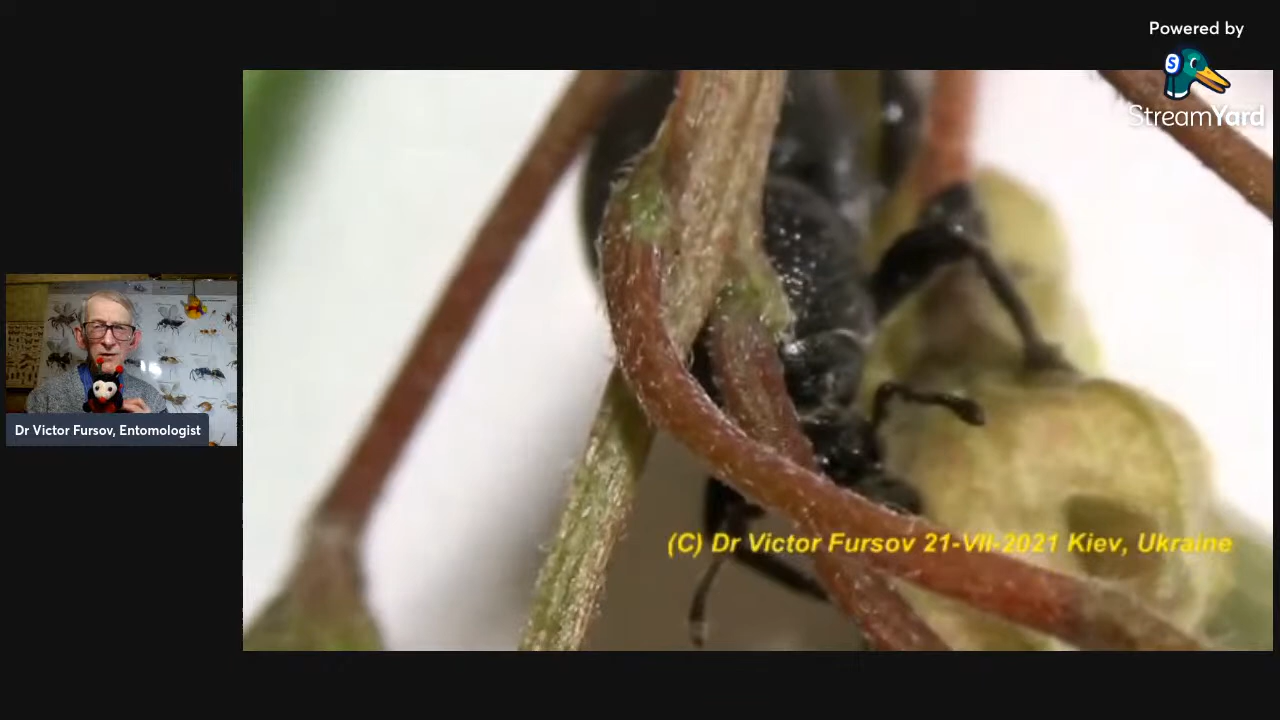 Powered by
S
StreamYard
Dr Victor Fursov, Entomologist
(C) Dr Victor Fursov 21-VII-2021 Kiev, Ukraine